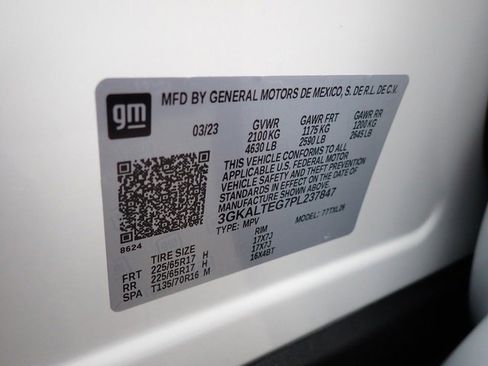 gm
MFD BY GENERAL MOTORS DE MEXICO, S. DE R.L. DE C.V.
03/23
GVWR GAWR FRT GAWR RR
2100 KG 1175 KG 1200 KG
4630 LB 2590 LB 2645 LB
THIS VEHICLE CONFORMS TO ALL
APPLICABLE U.S. FEDERAL MOTOR
VEHICLE SAFETY AND THEFT
PREVENTION STANDARDS IN EFFECT ON
THE DATE OF MANUFACTURE SHOWN ABOVE.
3GKALTEG7PL237847
TYPE: MPV MODEL:
8624
TIRE SIZE RIM
FRT 225/65R17 H 17X7J
RR 225/65R17 H 17X7J
SPA T135/70R16 M 16X4BT